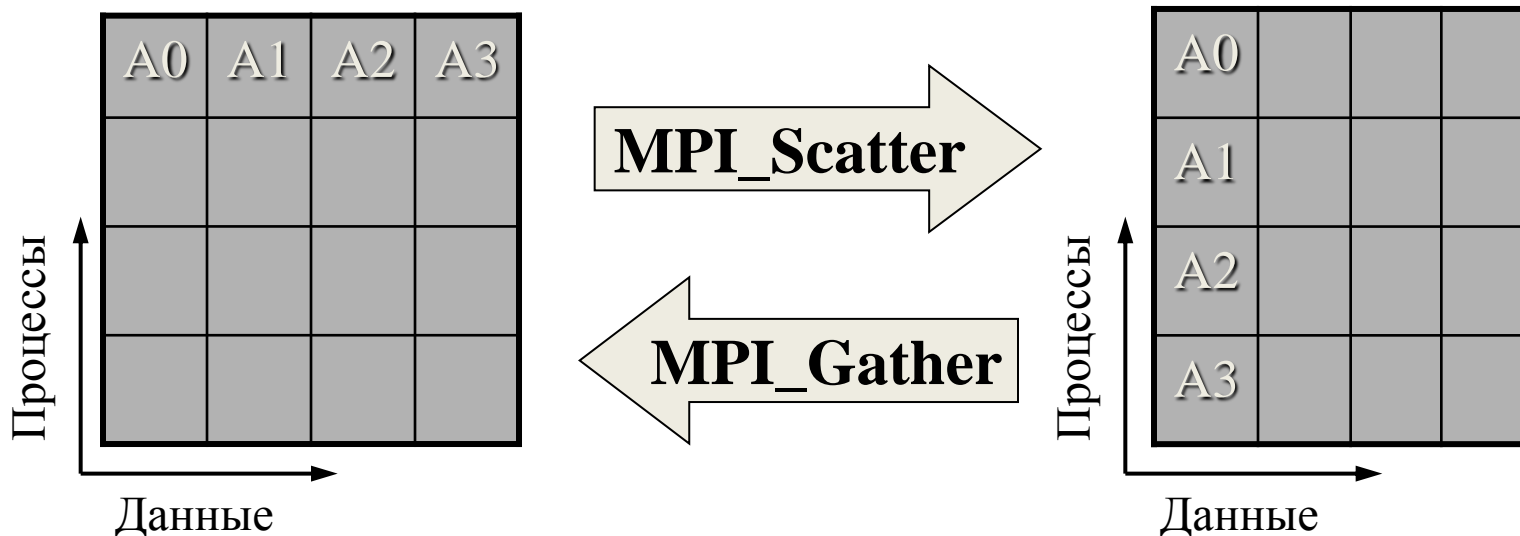 A0 A1 A2 A3
Процессы
Данные
MPI_Scatter
MPI_Gather
A0
A1
A2
A3
Процессы
Данные